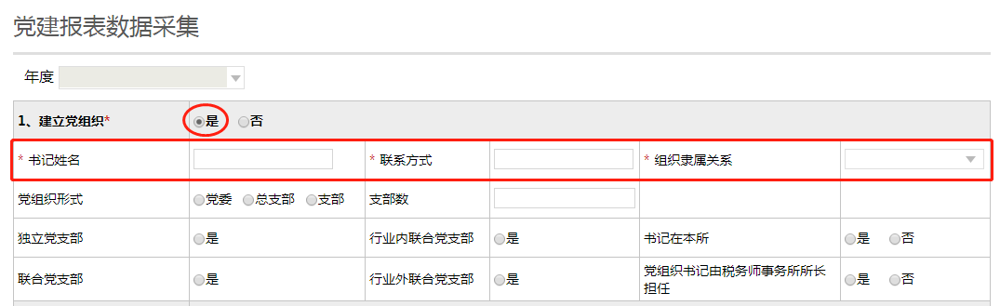 党建报表数据采集
年度
1、建立党组织* 是 否
* 书记姓名 * 联系方式 * 组织隶属关系
党组织形式 党委 总支部 支部 支部数
独立党支部 是 行业内联合党支部 是 书记在本所 是 否
联合党支部 是 行业外联合党支部 是 党组织书记由税务师事务所所长
担任 是 否